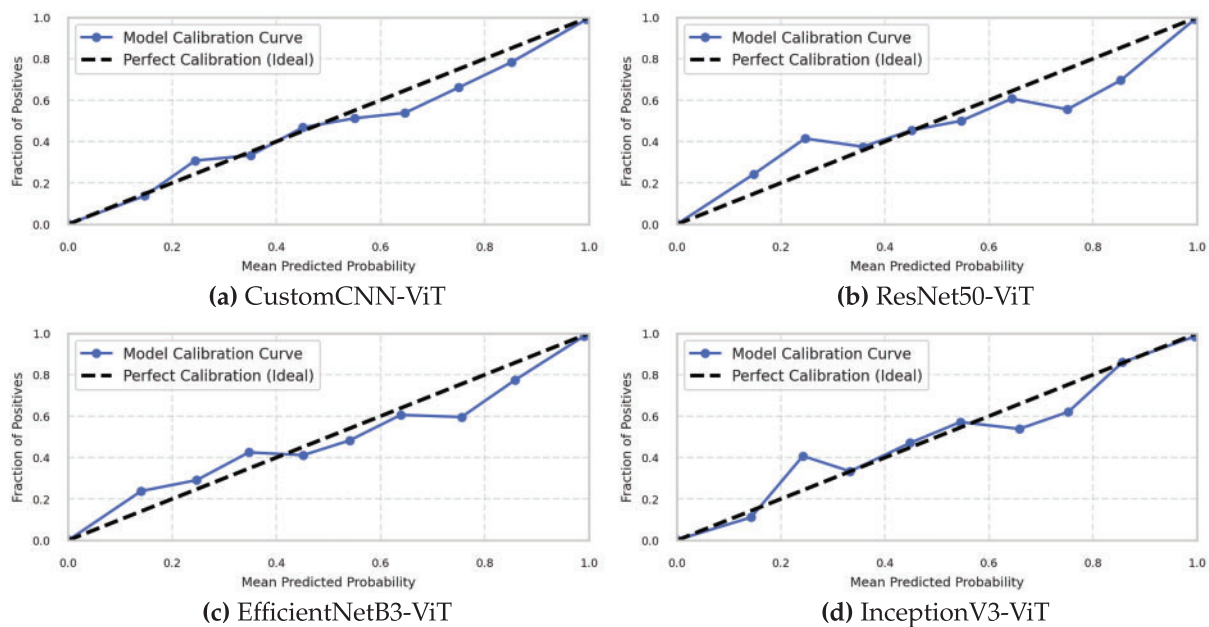 1.0
0.8
0.6
0.4
0.2
0.0
Fraction of Positives
Model Calibration Curve
Perfect Calibration (Ideal)
0.0 0.2 0.4 0.6 0.8 1.0
Mean Predicted Probability
(a) CustomCNN-ViT
1.0
0.8
0.6
0.4
0.2
0.0
Fraction of Positives
Model Calibration Curve
Perfect Calibration (Ideal)
0.0 0.2 0.4 0.6 0.8 1.0
Mean Predicted Probability
(b) ResNet50-ViT
1.0
0.8
0.6
0.4
0.2
0.0
Fraction of Positives
Model Calibration Curve
Perfect Calibration (Ideal)
0.0 0.2 0.4 0.6 0.8 1.0
Mean Predicted Probability
(c) EfficientNetB3-ViT
1.0
0.8
0.6
0.4
0.2
0.0
Fraction of Positives
Model Calibration Curve
Perfect Calibration (Ideal)
0.0 0.2 0.4 0.6 0.8 1.0
Mean Predicted Probability
(d) InceptionV3-ViT